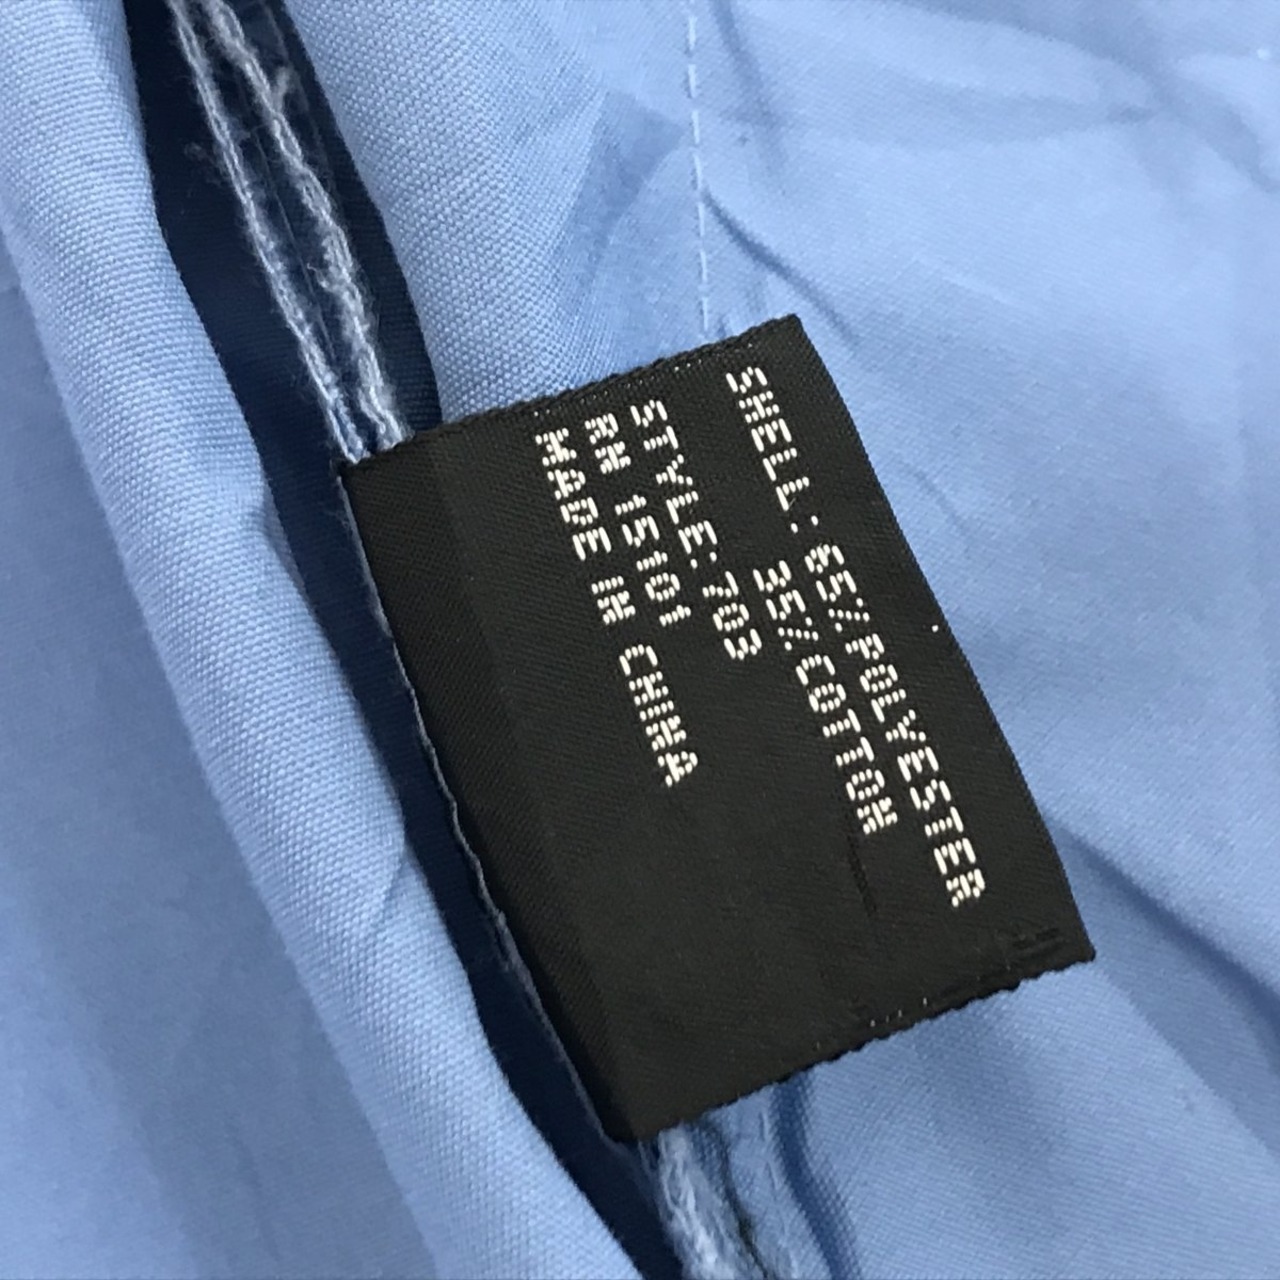 SHELL: 65% POLYESTER
35% COTTON
STYLE: 703
RN 15101
MADE IN CHINA